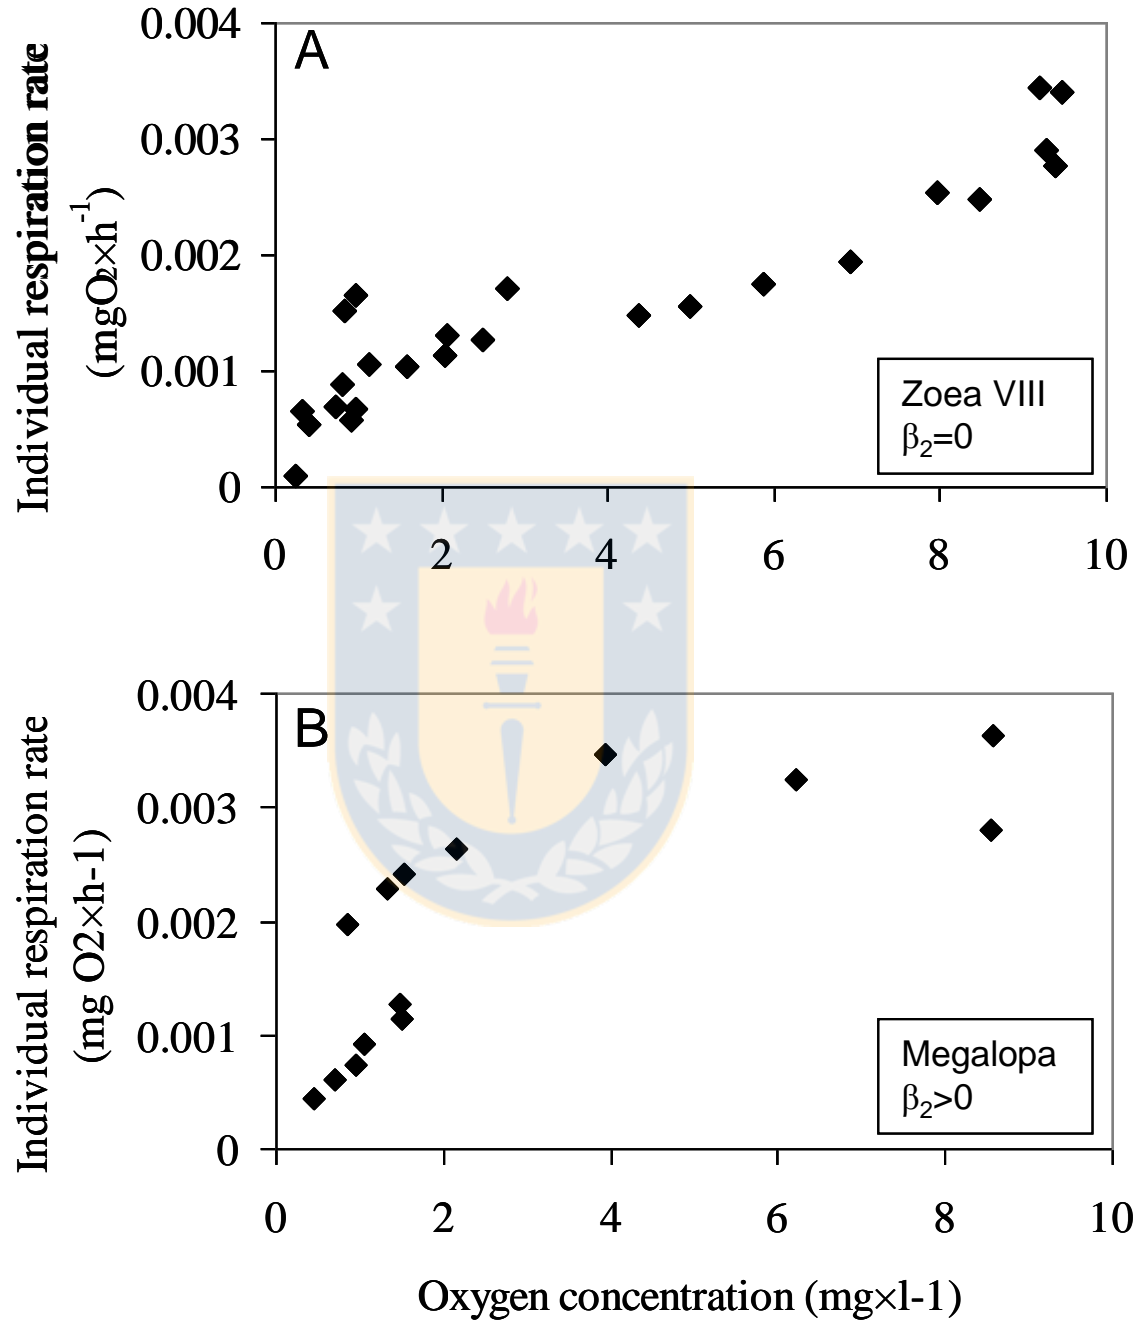 A
Individual respiration rate
(mgO₂×h⁻¹)
0.004
0.003
0.002
0.001
0
0 2 4 6 8 10
Zoea VIII
β₂=0
B
Individual respiration rate
(mg O2×h-1)
0.004
0.003
0.002
0.001
0
0 2 4 6 8 10
Megalopa
β₂>0
Oxygen concentration (mg×l-1)